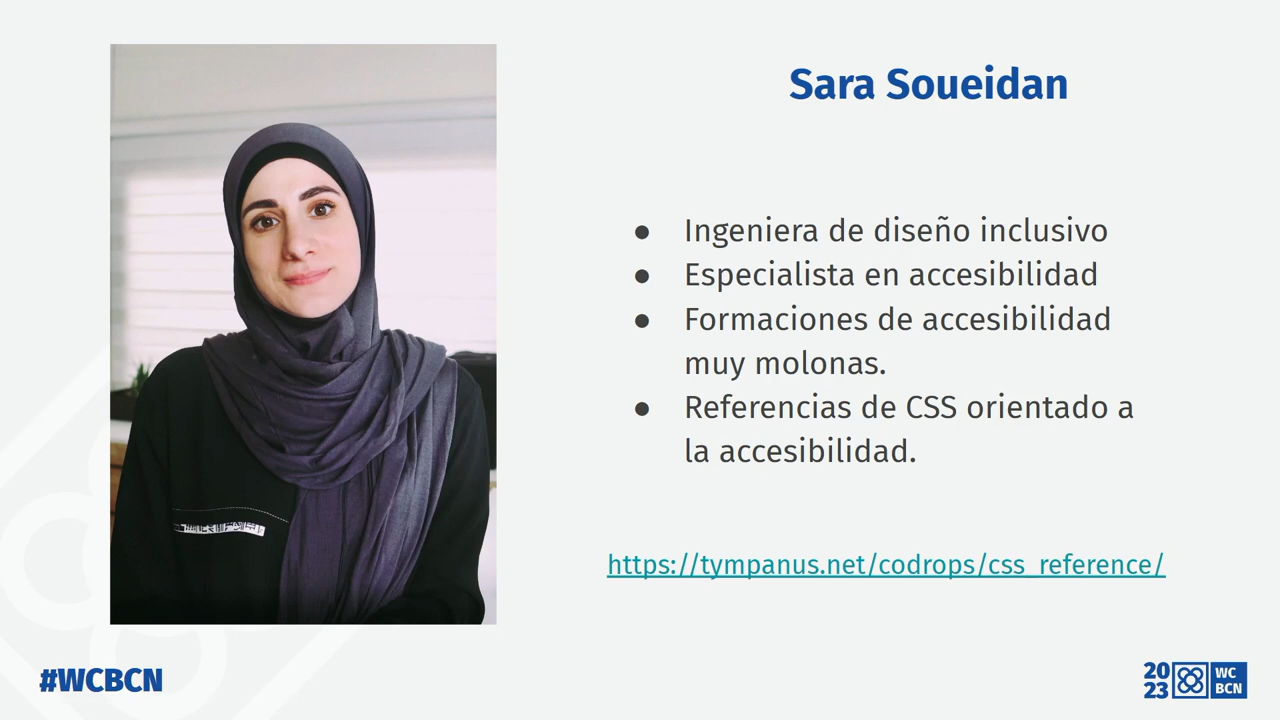 Sara Soueidan
● Ingeniera de diseño inclusivo
● Especialista en accesibilidad
● Formaciones de accesibilidad
muy molonas.
● Referencias de CSS orientado a
la accesibilidad.
https://tympanus.net/codrops/css_reference/
#WCBCN
20
23
WC
BCN